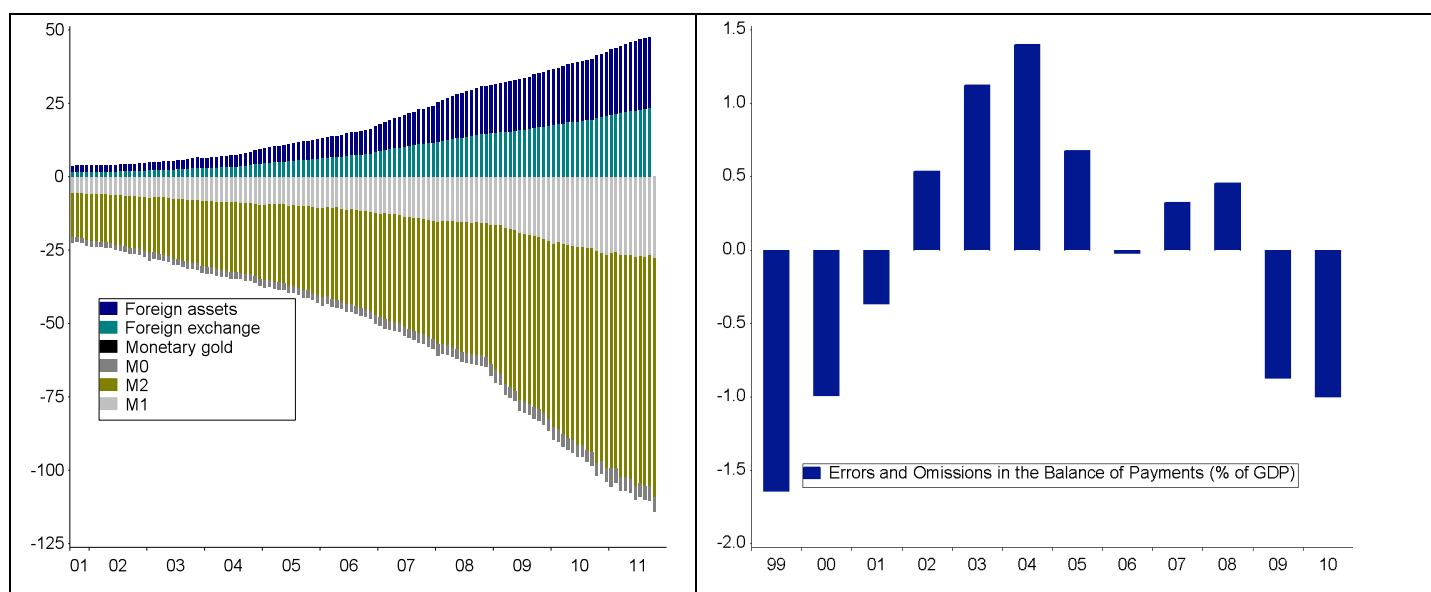 50
25
0
-25
-50
-75
-100
-125
Foreign assets
Foreign exchange
Monetary gold
M0
M2
M1
01 02 03 04 05 06 07 08 09 10 11
1.5
1.0
0.5
0.0
-0.5
-1.0
-1.5
-2.0
Errors and Omissions in the Balance of Payments (% of GDP)
99 00 01 02 03 04 05 06 07 08 09 10